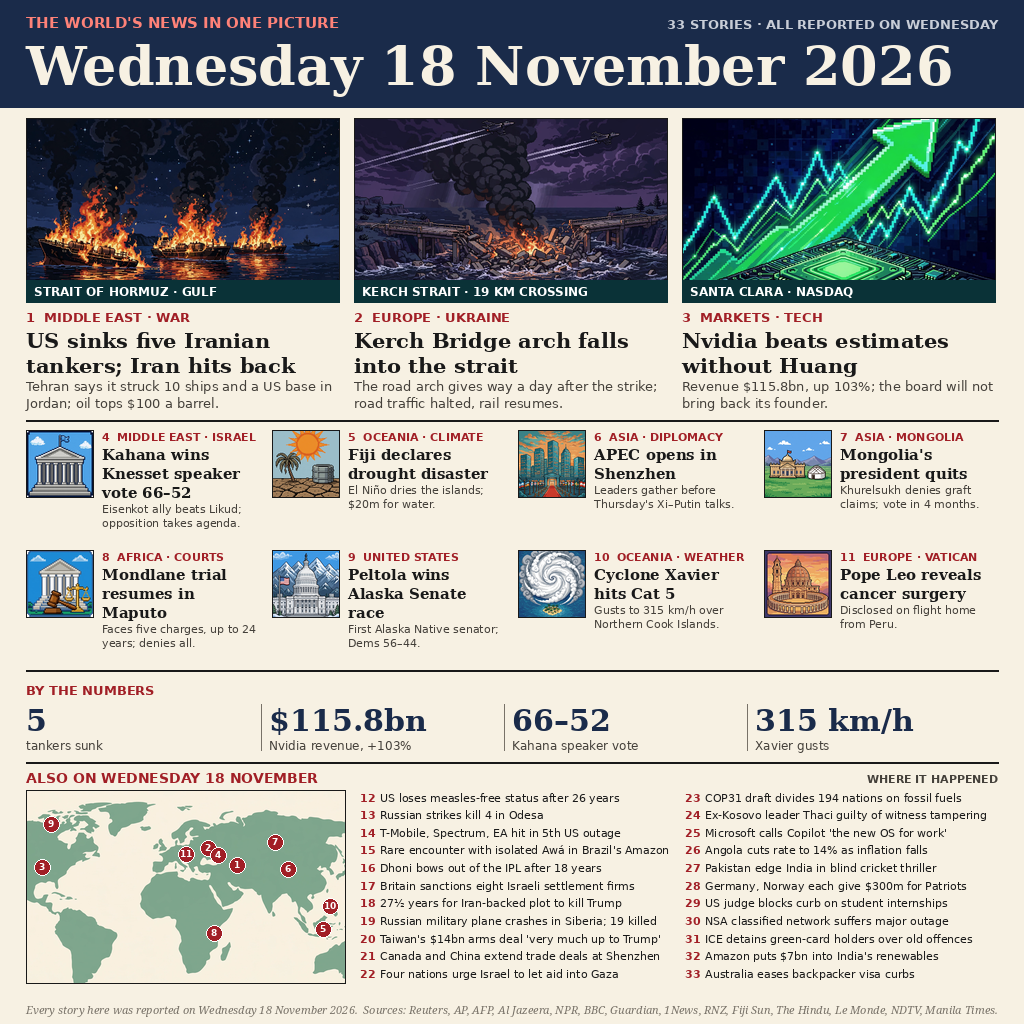 THE WORLD'S NEWS IN ONE PICTURE
33 STORIES · ALL REPORTED ON WEDNESDAY
Wednesday 18 November 2026
STRAIT OF HORMUZ · GULF
1 MIDDLE EAST · WAR
US sinks five Iranian
tankers; Iran hits back
Tehran says it struck 10 ships and a US base in
Jordan; oil tops $100 a barrel.
KERCH STRAIT · 19 KM CROSSING
2 EUROPE · UKRAINE
Kerch Bridge arch falls
into the strait
The road arch gives way a day after the strike;
road traffic halted, rail resumes.
SANTA CLARA · NASDAQ
3 MARKETS · TECH
Nvidia beats estimates
without Huang
Revenue $115.8bn, up 103%; the board will not
bring back its founder.
4 MIDDLE EAST · ISRAEL
Kahana wins
Knesset speaker
vote 66–52
Eisenkot ally beats Likud;
opposition takes agenda.
5 OCEANIA · CLIMATE
Fiji declares
drought disaster
El Niño dries the islands;
$20m for water.
6 ASIA · DIPLOMACY
APEC opens in
Shenzhen
Leaders gather before
Thursday's Xi–Putin talks.
7 ASIA · MONGOLIA
Mongolia's
president quits
Khurelsukh denies graft
claims; vote in 4 months.
8 AFRICA · COURTS
Mondlane trial
resumes in
Maputo
Faces five charges, up to 24
years; denies all.
9 UNITED STATES
Peltola wins
Alaska Senate
race
First Alaska Native senator;
Dems 56–44.
10 OCEANIA · WEATHER
Cyclone Xavier
hits Cat 5
Gusts to 315 km/h over
Northern Cook Islands.
11 EUROPE · VATICAN
Pope Leo reveals
cancer surgery
Disclosed on flight home
from Peru.
BY THE NUMBERS
5
tankers sunk
$115.8bn
Nvidia revenue, +103%
66–52
Kahana speaker vote
315 km/h
Xavier gusts
ALSO ON WEDNESDAY 18 NOVEMBER
WHERE IT HAPPENED
9
3
11
2
4
1
7
6
10
5
8
12 US loses measles-free status after 26 years
13 Russian strikes kill 4 in Odesa
14 T-Mobile, Spectrum, EA hit in 5th US outage
15 Rare encounter with isolated Awá in Brazil's Amazon
16 Dhoni bows out of the IPL after 18 years
17 Britain sanctions eight Israeli settlement firms
18 27½ years for Iran-backed plot to kill Trump
19 Russian military plane crashes in Siberia; 19 killed
20 Taiwan's $14bn arms deal 'very much up to Trump'
21 Canada and China extend trade deals at Shenzhen
22 Four nations urge Israel to let aid into Gaza
23 COP31 draft divides 194 nations on fossil fuels
24 Ex-Kosovo leader Thaci guilty of witness tampering
25 Microsoft calls Copilot 'the new OS for work'
26 Angola cuts rate to 14% as inflation falls
27 Pakistan edge India in blind cricket thriller
28 Germany, Norway each give $300m for Patriots
29 US judge blocks curb on student internships
30 NSA classified network suffers major outage
31 ICE detains green-card holders over old offences
32 Amazon puts $7bn into India's renewables
33 Australia eases backpacker visa curbs
Every story here was reported on Wednesday 18 November 2026. Sources: Reuters, AP, AFP, Al Jazeera, NPR, BBC, Guardian, 1News, RNZ, Fiji Sun, The Hindu, Le Monde, NDTV, Manila Times.